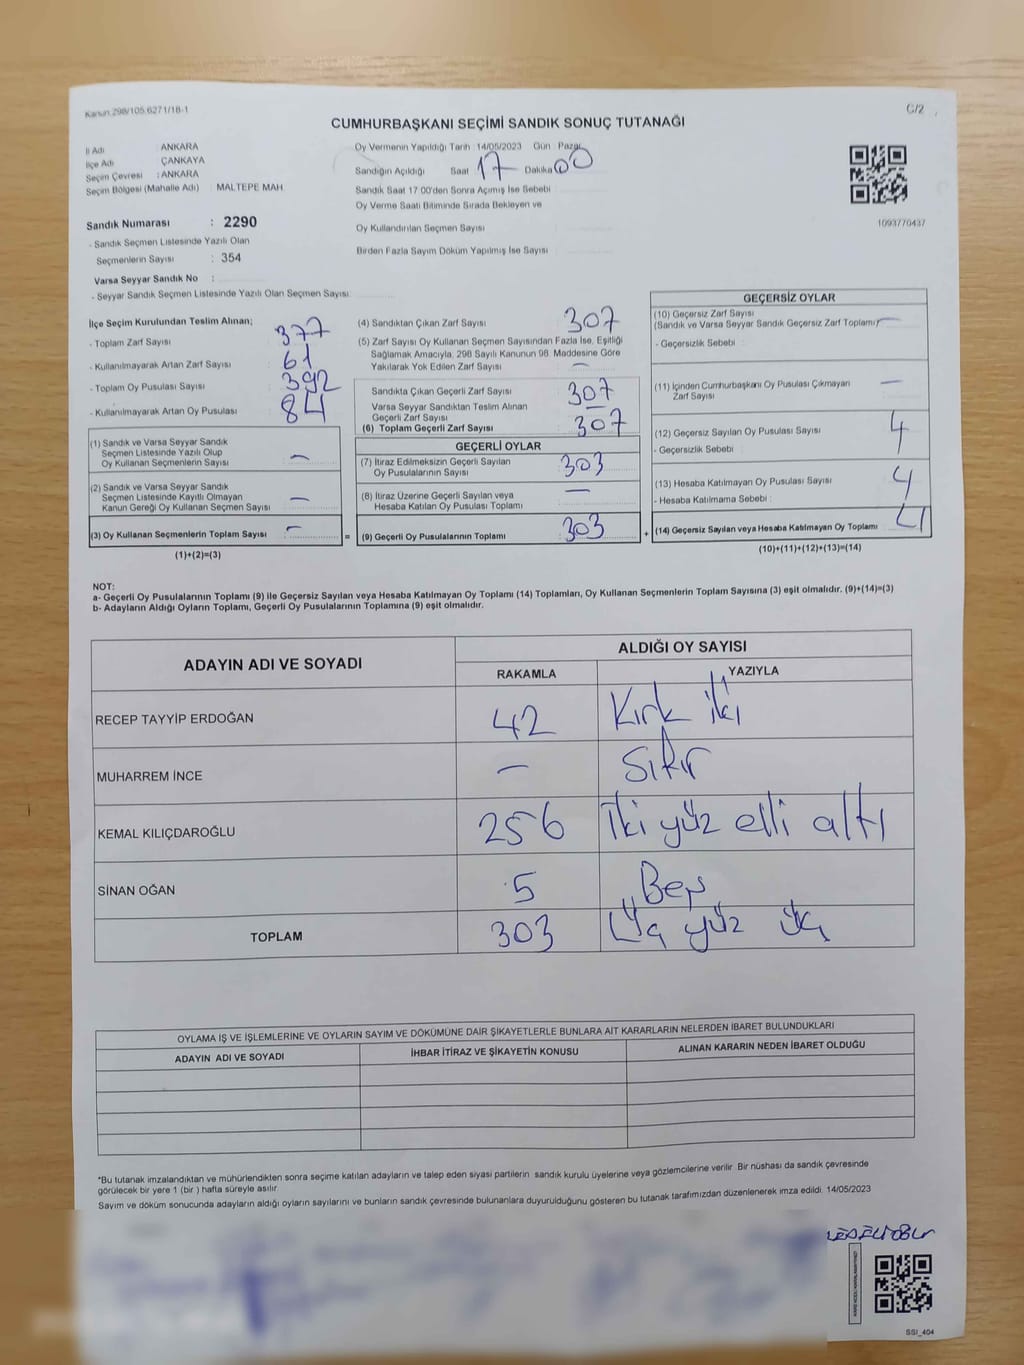 Kanun 298/105,6271/18-1
C/2
CUMHURBAŞKANI SEÇİMİ SANDIK SONUÇ TUTANAĞI
İl Adı : ANKARA
İlçe Adı : ÇANKAYA
Seçim Çevresi : ANKARA
Seçim Bölgesi (Mahalle Adı) : MALTEPE MAH.
Sandık Numarası : 2290
- Sandık Seçmen Listesinde Yazılı Olan
Seçmenlerin Sayısı : 354
Varsa Seyyar Sandık No :
- Seyyar Sandık Seçmen Listesinde Yazılı Olan Seçmen Sayısı:
Oy Vermenin Yapıldığı Tarih : 14/05/2023 Gün : Pazar
Sandığın Açıldığı Saat 17 Dakika 00
Sandık Saat 17:00'den Sonra Açılmış İse Sebebi :
Oy Verme Saati Bitiminde Sırada Bekleyen ve
Oy Kullandırılan Seçmen Sayısı
Birden Fazla Sayım Döküm Yapılmış İse Sayısı :
1093770437
İlçe Seçim Kurulundan Teslim Alınan;
- Toplam Zarf Sayısı : 377
- Kullanılmayarak Artan Zarf Sayısı : 61
- Toplam Oy Pusulası Sayısı : 392
- Kullanılmayarak Artan Oy Pusulası : 84
(1) Sandık ve Varsa Seyyar Sandık
Seçmen Listesinde Yazılı Olup
Oy Kullanan Seçmenlerin Sayısı : —
(2) Sandık ve Varsa Seyyar Sandık
Seçmen Listesinde Kayıtlı Olmayan
Kanun Gereği Oy Kullanan Seçmen Sayısı : —
(3) Oy Kullanan Seçmenlerin Toplam Sayısı : —
=
(1)+(2)=(3)
(4) Sandıktan Çıkan Zarf Sayısı : 307
(5) Zarf Sayısı Oy Kullanan Seçmen Sayısından Fazla İse, Eşitliği
Sağlamak Amacıyla, 298 Sayılı Kanunun 98. Maddesine Göre
Yakılarak Yok Edilen Zarf Sayısı : —
Sandıkta Çıkan Geçerli Zarf Sayısı : 307
Varsa Seyyar Sandıktan Teslim Alınan
Geçerli Zarf Sayısı : —
(6) Toplam Geçerli Zarf Sayısı : 307
GEÇERLİ OYLAR
(7) İtiraz Edilmeksizin Geçerli Sayılan
Oy Pusulalarının Sayısı : 303
(8) İtiraz Üzerine Geçerli Sayılan veya
Hesaba Katılan Oy Pusulası Toplamı : —
(9) Geçerli Oy Pusulalarının Toplamı : 303
+
GEÇERSİZ OYLAR
(10) Geçersiz Zarf Sayısı
(Sandık ve Varsa Seyyar Sandık Geçersiz Zarf Toplamı) : —
- Geçersizlik Sebebi :
(11) İçinden Cumhurbaşkanı Oy Pusulası Çıkmayan
Zarf Sayısı : —
(12) Geçersiz Sayılan Oy Pusulası Sayısı : 4
- Geçersizlik Sebebi :
(13) Hesaba Katılmayan Oy Pusulası Sayısı : 4
- Hesaba Katılmama Sebebi :
(14) Geçersiz Sayılan veya Hesaba Katılmayan Oy Toplamı : 4
(10)+(11)+(12)+(13)=(14)
NOT:
a- Geçerli Oy Pusulalarının Toplamı (9) ile Geçersiz Sayılan veya Hesaba Katılmayan Oy Toplamı (14) Toplamları, Oy Kullanan Seçmenlerin Toplam Sayısına (3) eşit olmalıdır. (9)+(14)=(3)
b- Adayların Aldığı Oyların Toplamı, Geçerli Oy Pusulalarının Toplamına (9) eşit olmalıdır.
ADAYIN ADI VE SOYADI
ALDIĞI OY SAYISI
RAKAMLA YAZIYLA
RECEP TAYYİP ERDOĞAN 42 Kırk iki
MUHARREM İNCE — Sıfır
KEMAL KILIÇDAROĞLU 256 İki yüz elli altı
SİNAN OĞAN 5 Beş
TOPLAM 303 Üç yüz üç
OYLAMA İŞ VE İŞLEMLERİNE VE OYLARIN SAYIM VE DÖKÜMÜNE DAİR ŞİKAYETLERLE BUNLARA AİT KARARLARIN NELERDEN İBARET BULUNDUKLARI
ADAYIN ADI VE SOYADI İHBAR İTİRAZ VE ŞİKAYETİN KONUSU ALINAN KARARIN NEDEN İBARET OLDUĞU
"Bu tutanak imzalandıktan ve mühürlendikten sonra seçime katılan adayların ve talep eden siyasi partilerin sandık kurulu üyelerine veya gözlemcilerine verilir. Bir nüshası da sandık çevresinde
görülecek bir yere 1 (bir ) hafta süreyle asılır.
Sayım ve döküm sonucunda adayların aldığı oyların sayılarını ve bunların sandık çevresinde bulunanlara duyurulduğunu gösteren bu tutanak tarafımızdan düzenlenerek imza edildi. 14/05/2023
SSI_404